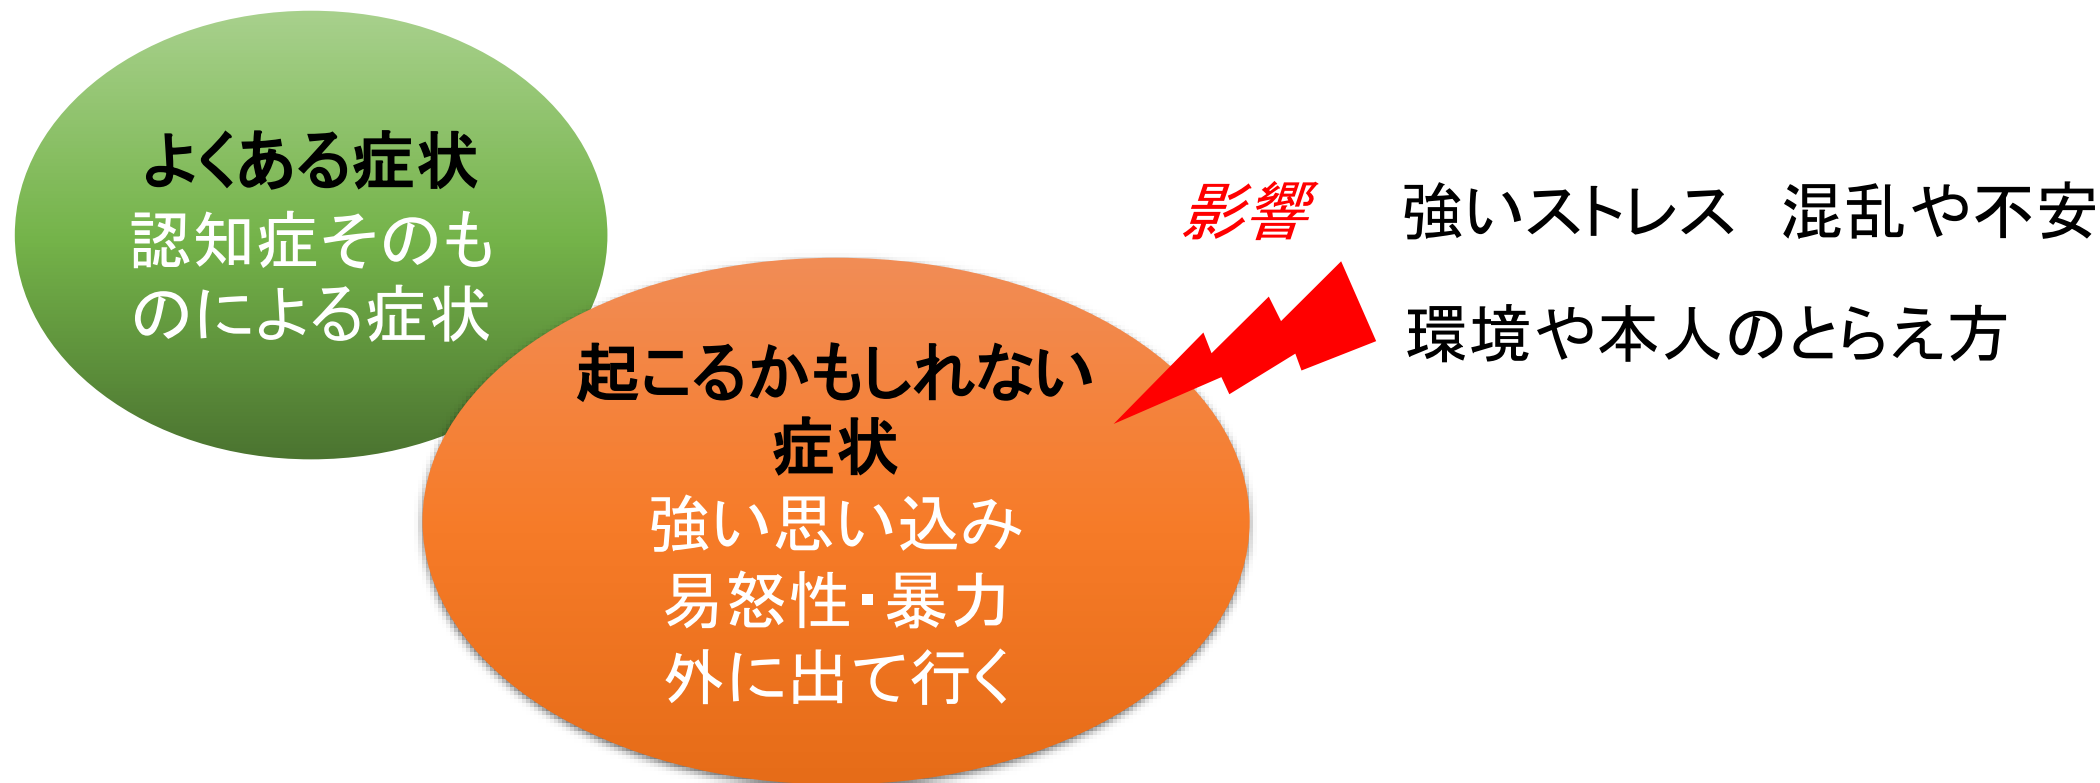 よくある症状
認知症そのも
のによる症状
影響　強いストレス　混乱や不安
環境や本人のとらえ方
起こるかもしれない
症状
強い思い込み
易怒性・暴力
外に出て行く